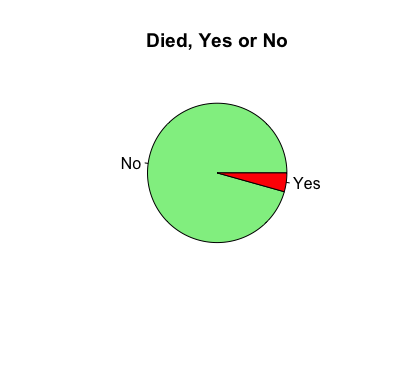 Died, Yes or No
No
Yes